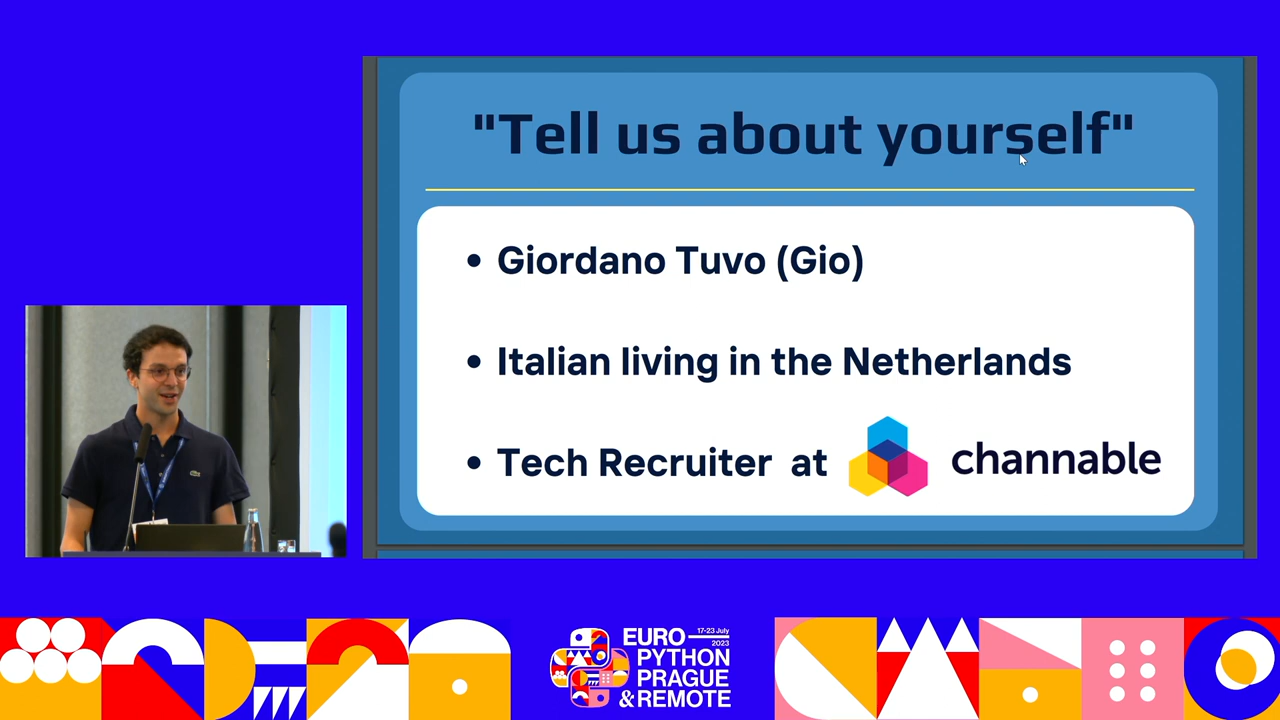 "Tell us about yourself"
• Giordano Tuvo (Gio)
• Italian living in the Netherlands
• Tech Recruiter at channable
17-23 July
2023
EURO
PYTHON
PRAGUE
& REMOTE